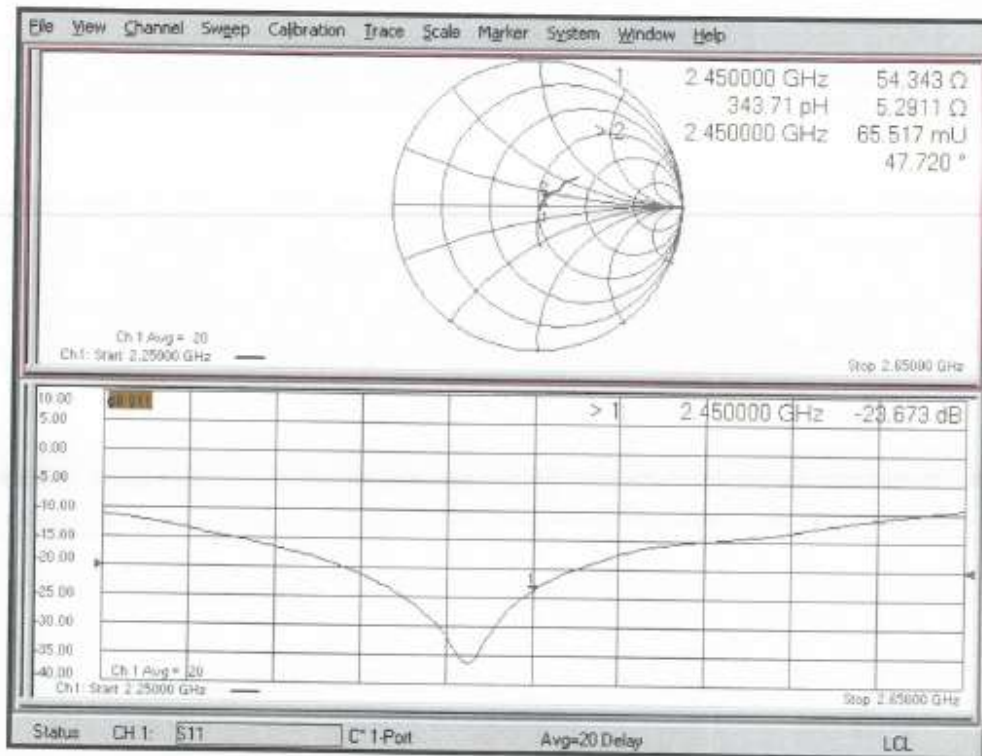 File View Channel Sweep Calibration Trace Scale Marker System Window Help
1 2.450000 GHz 54.343 Ω
343.71 pH 5.2911 Ω
> 2 2.450000 GHz 65.517 mU
47.720 °
Ch 1 Avg = 20
Ch1: Start 2.25000 GHz
Stop 2.65000 GHz
10.00 > 1 2.450000 GHz -23.673 dB
5.00
0.00
-5.00
-10.00
-15.00
-20.00
1
-25.00
-30.00
-35.00
-40.00
Ch 1 Avg = 20
Ch1: Start 2.25000 GHz
Stop 2.65000 GHz
Status CH 1: S11 C* 1-Port Avg=20 Delay LCL